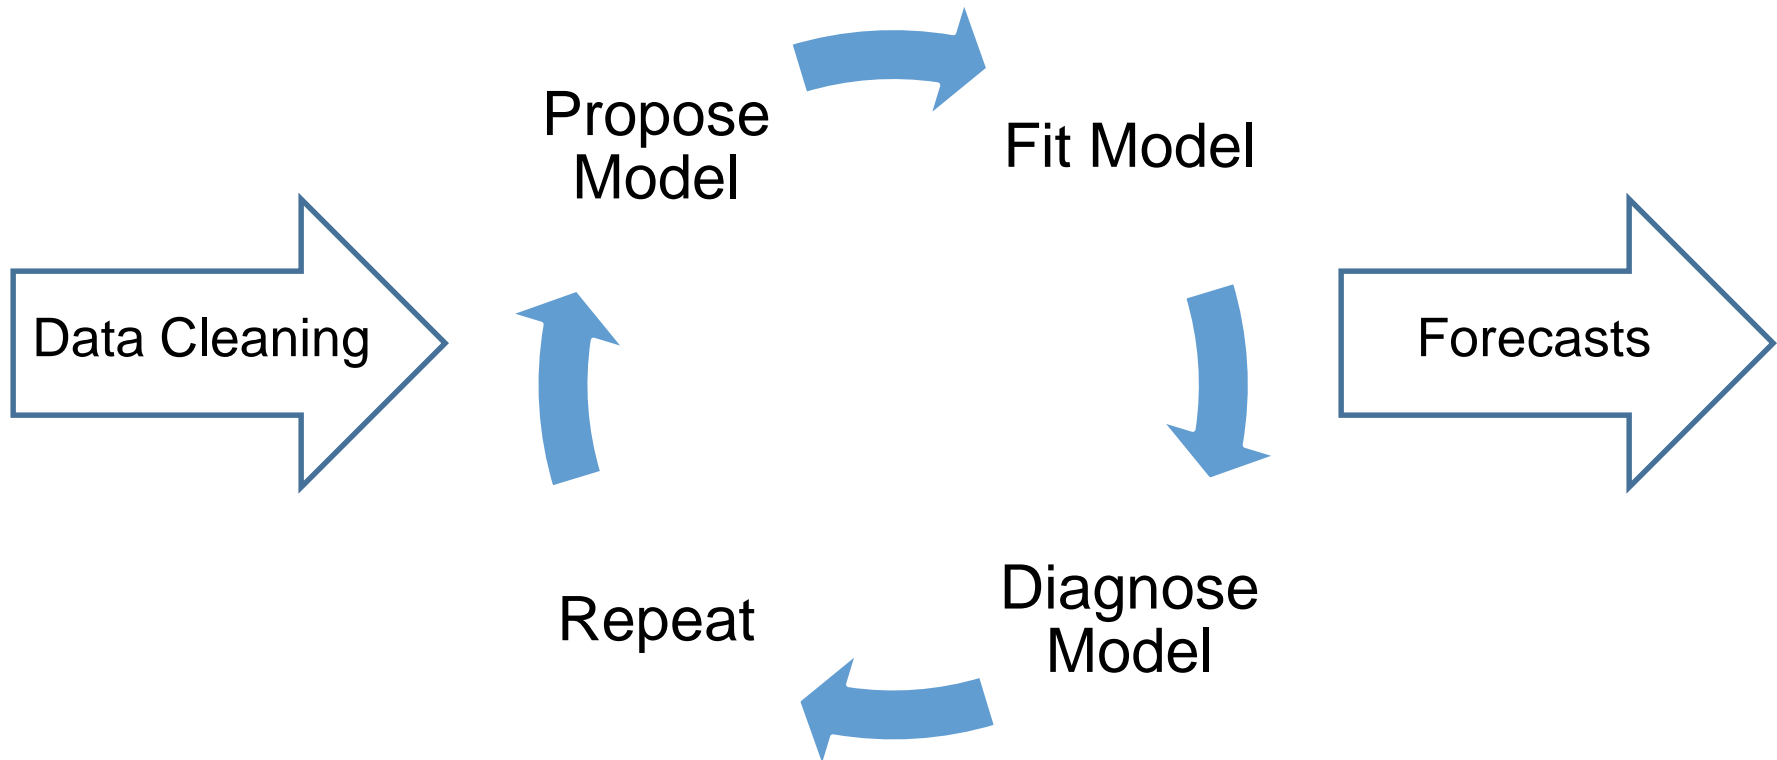 Data Cleaning
Propose
Model
Fit Model
Diagnose
Model
Repeat
Forecasts